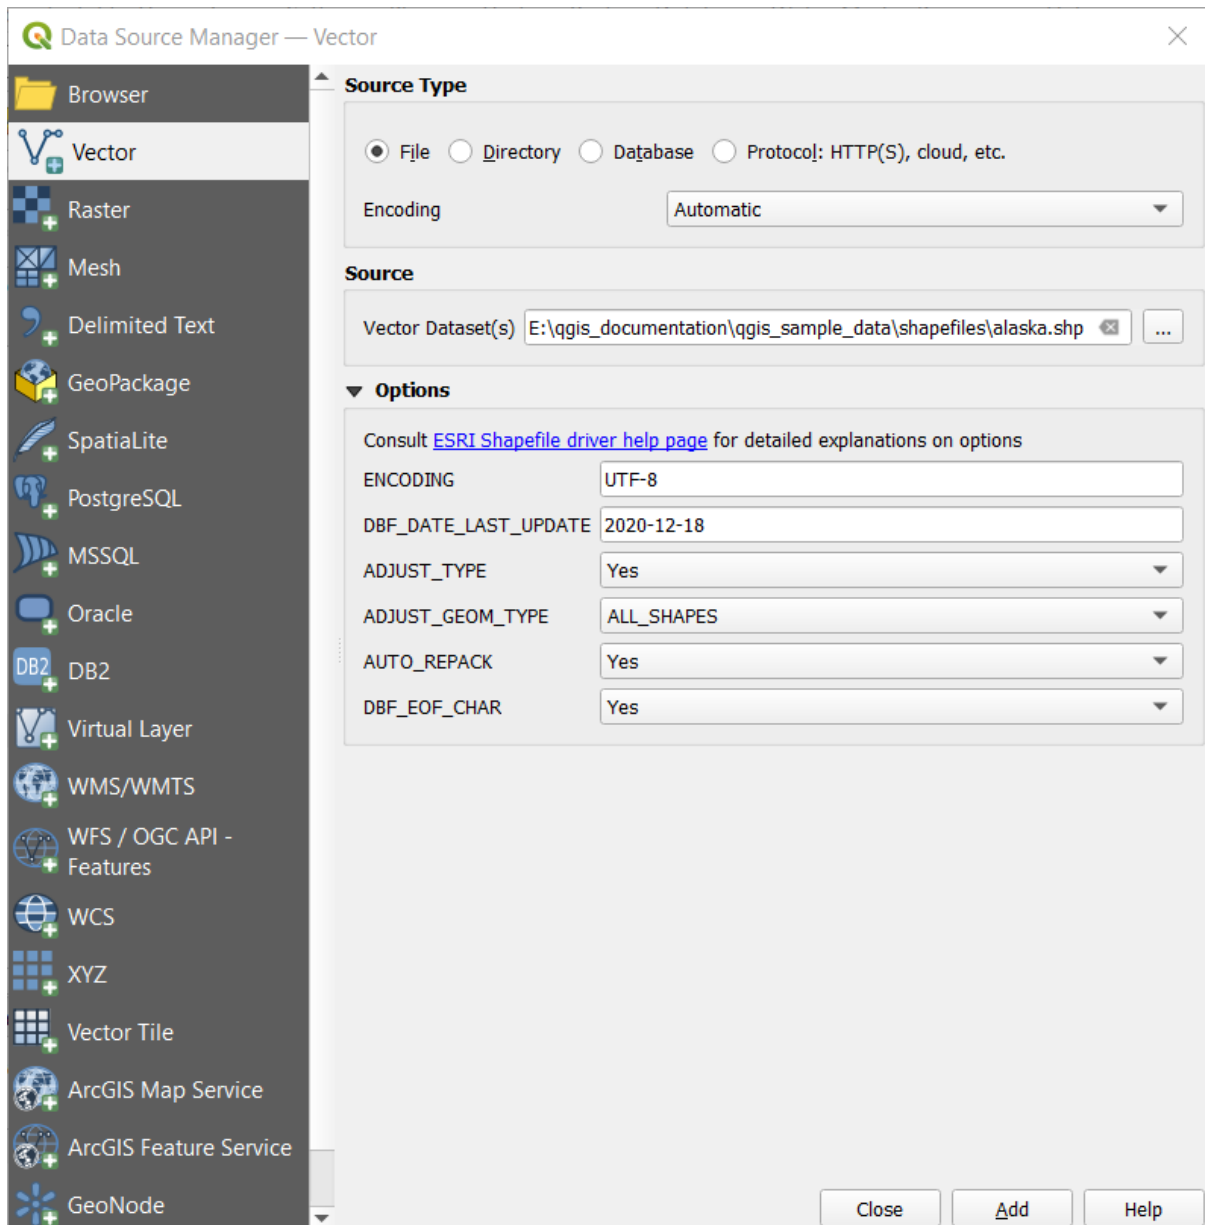 Data Source Manager — Vector
Browser
Vector
Raster
Mesh
Delimited Text
GeoPackage
SpatiaLite
PostgreSQL
MSSQL
Oracle
DB2
DB2
Virtual Layer
WMS/WMTS
WFS / OGC API -
Features
WCS
XYZ
Vector Tile
ArcGIS Map Service
ArcGIS Feature Service
GeoNode
Source Type
File Directory Database Protocol: HTTP(S), cloud, etc.
Encoding Automatic
Source
Vector Dataset(s) E:\qgis_documentation\qgis_sample_data\shapefiles\alaska.shp ...
Options
Consult ESRI Shapefile driver help page for detailed explanations on options
ENCODING UTF-8
DBF_DATE_LAST_UPDATE 2020-12-18
ADJUST_TYPE Yes
ADJUST_GEOM_TYPE ALL_SHAPES
AUTO_REPACK Yes
DBF_EOF_CHAR Yes
Close Add Help